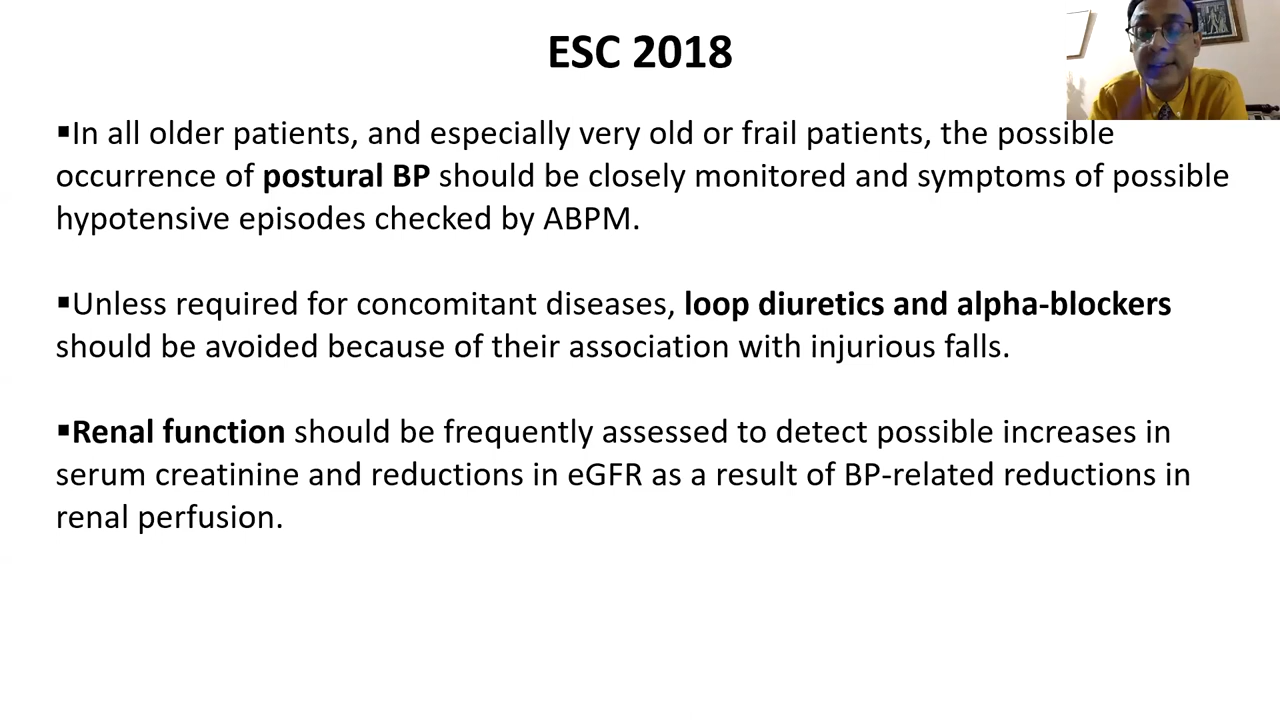 ESC 2018
▪In all older patients, and especially very old or frail patients, the possible
occurrence of postural BP should be closely monitored and symptoms of possible
hypotensive episodes checked by ABPM.
▪Unless required for concomitant diseases, loop diuretics and alpha-blockers
should be avoided because of their association with injurious falls.
▪Renal function should be frequently assessed to detect possible increases in
serum creatinine and reductions in eGFR as a result of BP-related reductions in
renal perfusion.